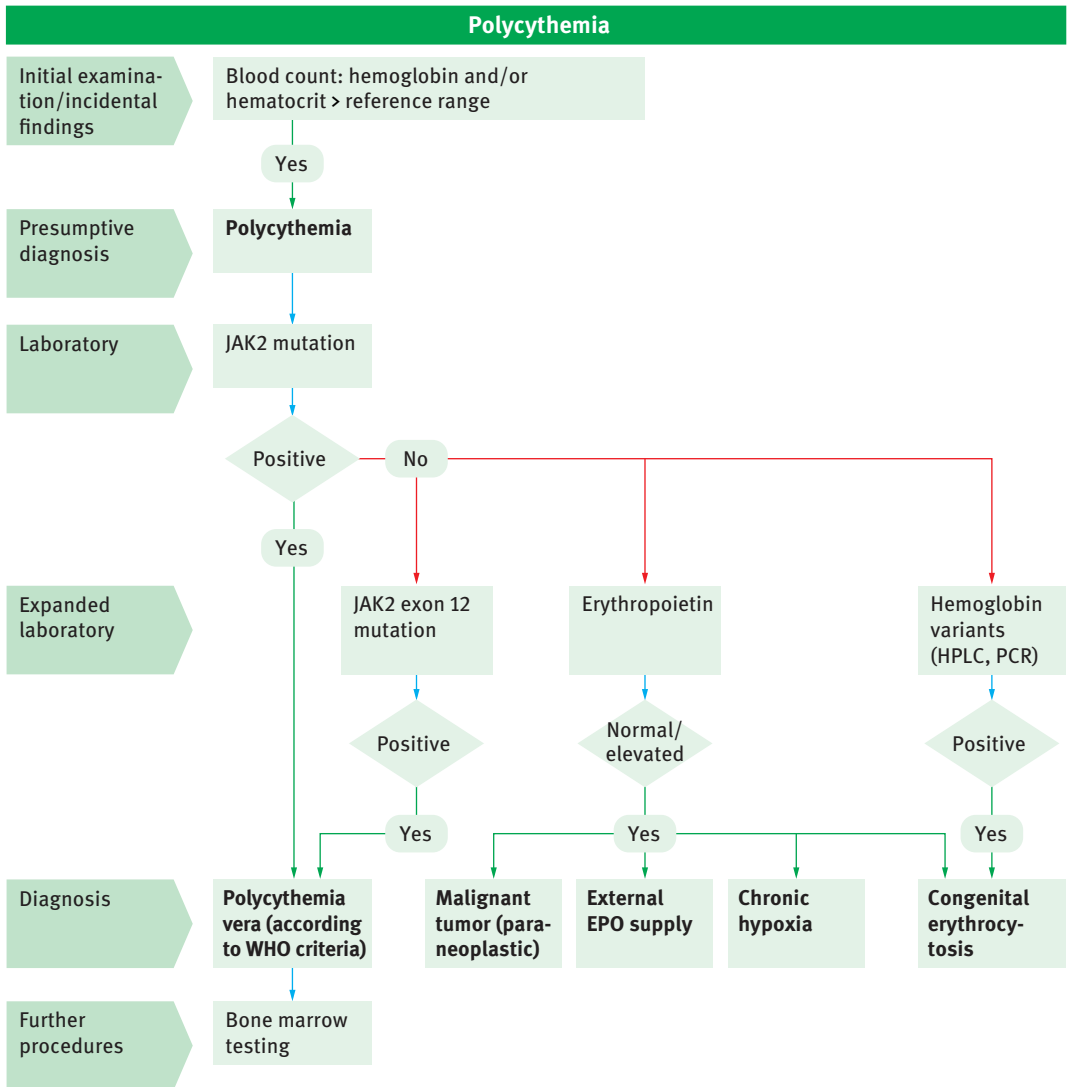 Polycythemia
Initial examina-
tion/incidental
findings
Blood count: hemoglobin and/or
hematocrit > reference range
Yes
Presumptive
diagnosis
Polycythemia
Laboratory
JAK2 mutation
Positive
No
Yes
Expanded
laboratory
JAK2 exon 12
mutation
Erythropoietin
Hemoglobin
variants
(HPLC, PCR)
Positive
Normal/
elevated
Positive
Yes
Yes
Yes
Diagnosis
Polycythemia
vera (according
to WHO criteria)
Malignant
tumor (para-
neoplastic)
External
EPO supply
Chronic
hypoxia
Congenital
erythrocy-
tosis
Further
procedures
Bone marrow
testing